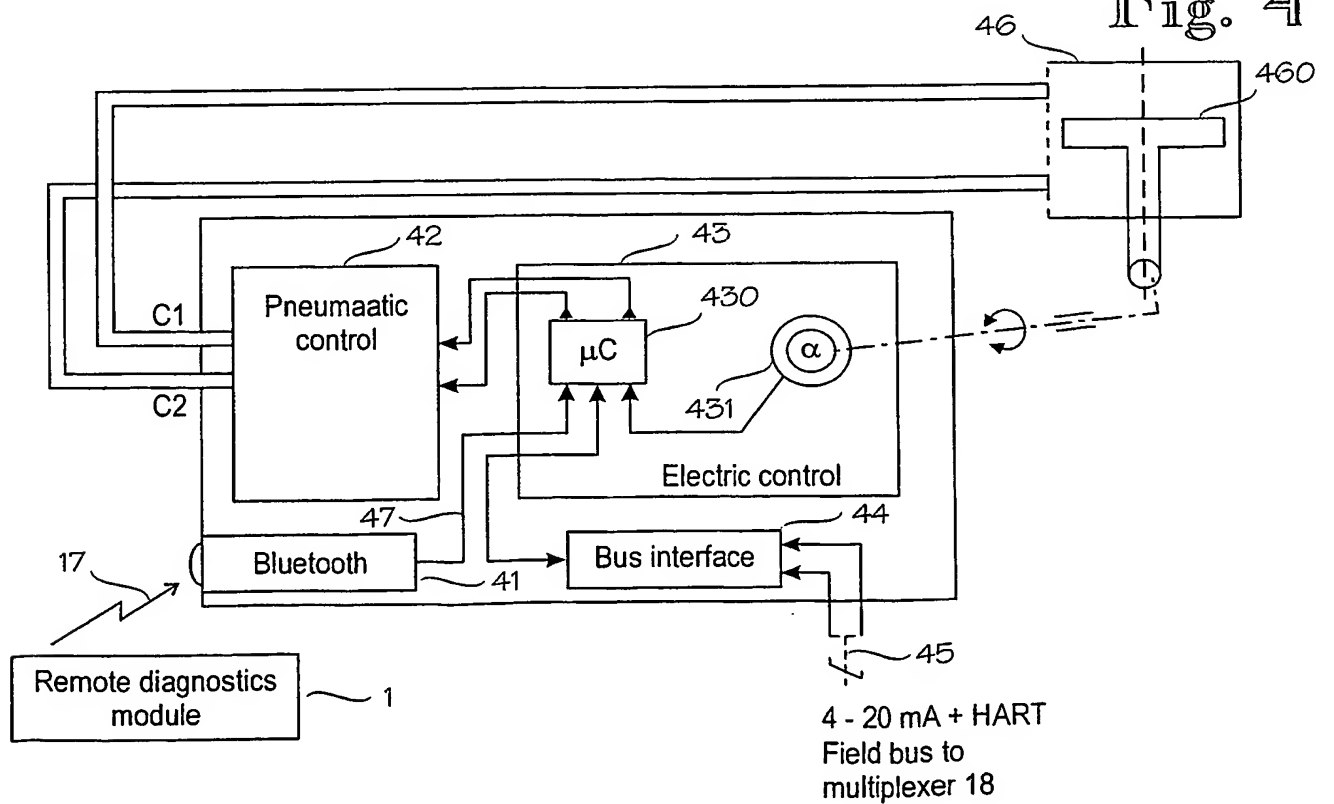 Fig. 4
46
460
42
43
Pneumaatic
control
C1
C2
430
µC
α
431
Electric control
47
44
Bluetooth
41
Bus interface
17
45
Remote diagnostics
module
1
4 - 20 mA + HART
Field bus to
multiplexer 18